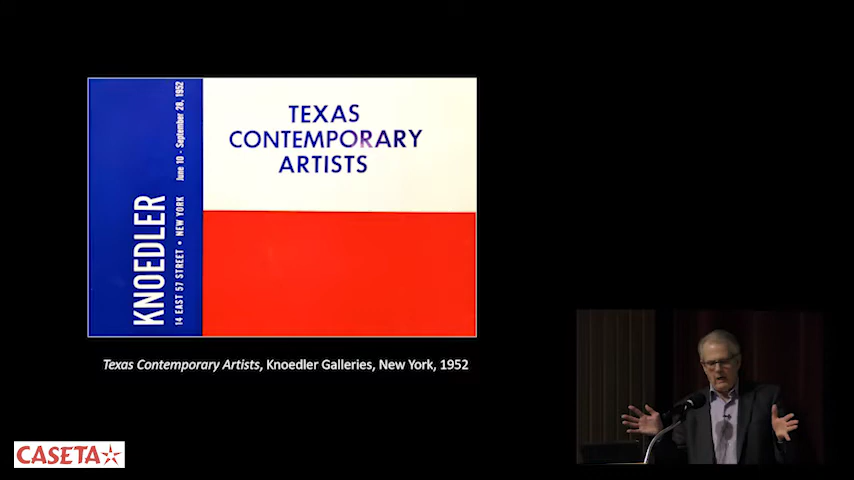 KNOEDLER
14 EAST 57 STREET • NEW YORK June 10 - September 28, 1952
TEXAS
CONTEMPORARY
ARTISTS
Texas Contemporary Artists, Knoedler Galleries, New York, 1952
CASETA